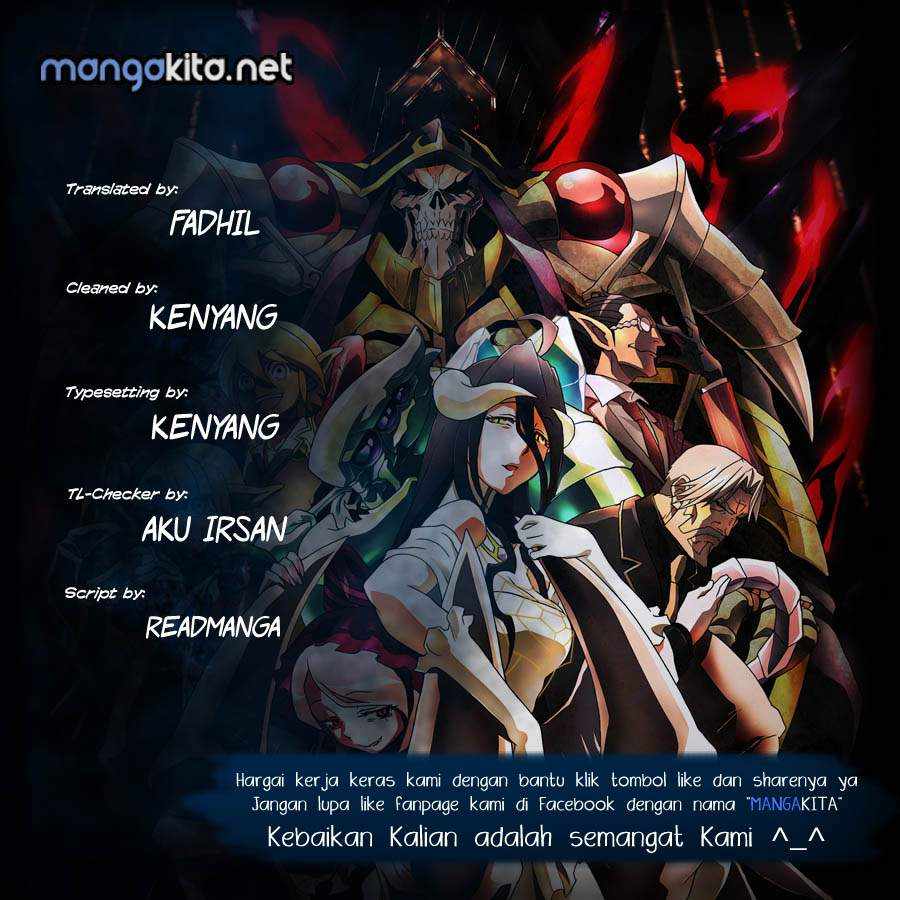 mangakita.net
Translated by:
FADHIL
Cleaned by:
KENYANG
Typesetting by:
KENYANG
TL-Checker by:
AKU IRSAN
Script by:
READMANGA
Hargai kerja keras kami dengan bantu klik tombol like dan sharenya ya
Jangan lupa like fanpage kami di Facebook dengan nama "MANGAKITA"
Kebaikan Kalian adalah semangat Kami ^_^